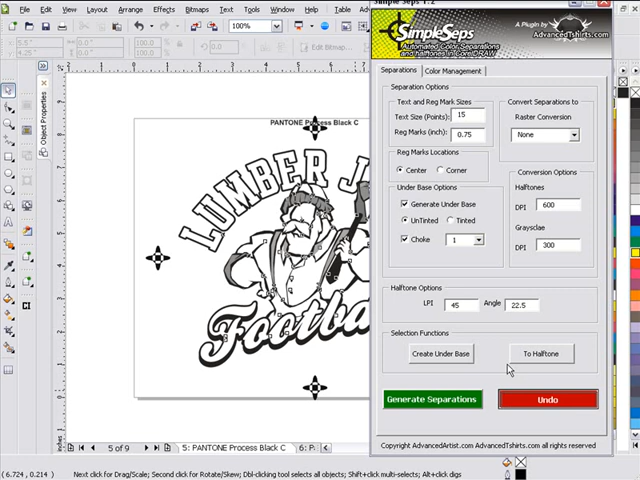 Simple Seps 1.2
Arrange
Effects
Bitmaps
Text
Table
Tools
Window
Help
100%
Edit Bitmap...
Object Properties
PANTONE Process Black C
LUMBER J
Footba
CI
SimpleSeps
Automated Color Separations
and halftones in CorelDRAW
A Plugin by
AdvancedTshirts.com
Separations
Color Management
Separation Options
Text and Reg Mark Sizes
Text Size (Points):
15
Reg Marks (inch):
0.75
Convert Separations to
Raster Conversion
None
Reg Marks Locations
Center
Corner
Under Base Options
Generate Under Base
UnTinted
Tinted
Choke
1
Conversion Options
Halftones
DPI
600
Graysclae
DPI
300
Halftone Options
LPI
45
Angle
22.5
Selection Functions
Create Under Base
To Halftone
Generate Separations
Undo
Copyright AdvancedArtist.com AdvancedTshirts.com all rights reserved
5 of 9
5: PANTONE Process Black C
6: P
(6.724, 0.214 )
Next click for Drag/Scale; Second click for Rotate/Skew; Dbl-clicking tool selects all objects; Shift+click multi-selects; Alt+click digs